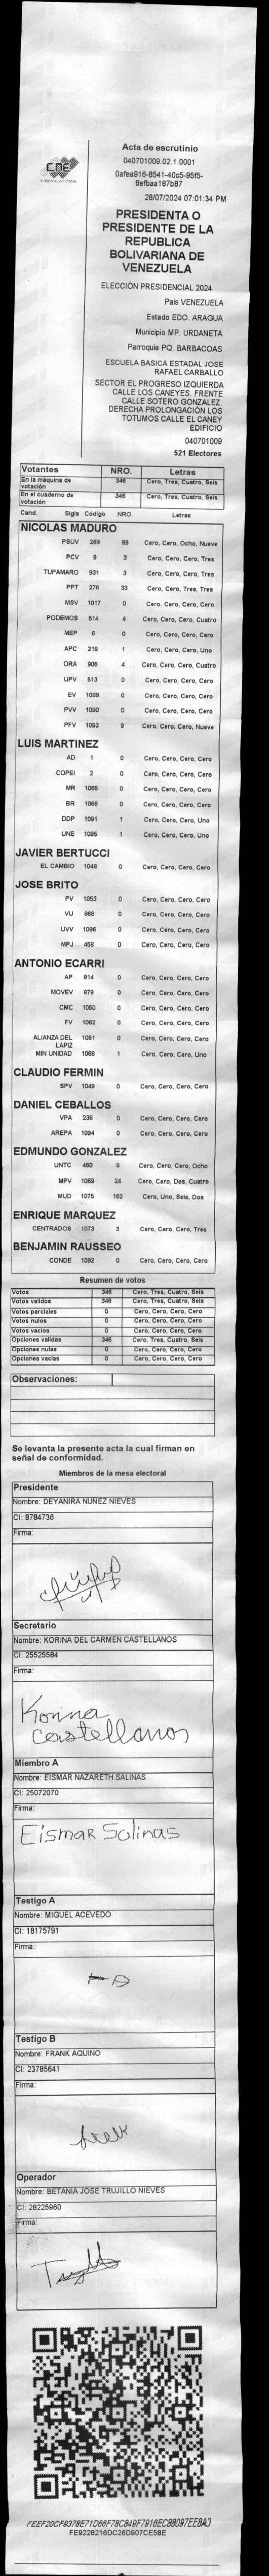 CNE
Acta de escrutinio
040701009.02.1.0001
0afea916-8541-40c5-95f5-
8efbaa187b87
28/07/2024 07:01:34 PM
PRESIDENTA O
PRESIDENTE DE LA
REPUBLICA
BOLIVARIANA DE
VENEZUELA
ELECCIÓN PRESIDENCIAL 2024
Pais VENEZUELA
Estado EDO. ARAGUA
Municipio MP. URDANETA
Parroquia PQ. BARBACOAS
ESCUELA BASICA ESTADAL JOSE
RAFAEL CARBALLO
SECTOR EL PROGRESO IZQUIERDA
CALLE LOS CANEYES. FRENTE
CALLE SOTERO GONZALEZ.
DERECHA PROLONGACIÓN LOS
TOTUMOS CALLE EL CANEY
EDIFICIO
040701009
521 Electores
Votantes NRO. Letras
En la máquina de votación 346 Cero, Tres, Cuatro, Seis
En el cuaderno de votación 346 Cero, Tres, Cuatro, Seis
Cand. Sigla Código NRO. Letras
NICOLAS MADURO
PSUV 269 89 Cero, Cero, Ocho, Nueve
PCV 9 3 Cero, Cero, Cero, Tres
TUPAMARO 931 3 Cero, Cero, Cero, Tres
PPT 276 33 Cero, Cero, Tres, Tres
MSV 1017 0 Cero, Cero, Cero, Cero
PODEMOS 514 4 Cero, Cero, Cero, Cuatro
MEP 6 0 Cero, Cero, Cero, Cero
APC 219 1 Cero, Cero, Cero, Uno
ORA 906 4 Cero, Cero, Cero, Cuatro
UPV 513 0 Cero, Cero, Cero, Cero
EV 1089 0 Cero, Cero, Cero, Cero
PVV 1090 0 Cero, Cero, Cero, Cero
PFV 1093 9 Cero, Cero, Cero, Nueve
LUIS MARTINEZ
AD 1 0 Cero, Cero, Cero, Cero
COPEI 2 0 Cero, Cero, Cero, Cero
MR 1065 0 Cero, Cero, Cero, Cero
BR 1066 0 Cero, Cero, Cero, Cero
DDP 1091 1 Cero, Cero, Cero, Uno
UNE 1095 1 Cero, Cero, Cero, Uno
JAVIER BERTUCCI
EL CAMBIO 1048 0 Cero, Cero, Cero, Cero
JOSE BRITO
PV 1053 0 Cero, Cero, Cero, Cero
VU 968 0 Cero, Cero, Cero, Cero
UVV 1096 0 Cero, Cero, Cero, Cero
MPJ 458 0 Cero, Cero, Cero, Cero
ANTONIO ECARRI
AP 914 0 Cero, Cero, Cero, Cero
MOVEV 979 0 Cero, Cero, Cero, Cero
CMC 1050 0 Cero, Cero, Cero, Cero
FV 1062 0 Cero, Cero, Cero, Cero
ALIANZA DEL LAPIZ 1051 0 Cero, Cero, Cero, Cero
MIN UNIDAD 1068 1 Cero, Cero, Cero, Uno
CLAUDIO FERMIN
SPV 1049 0 Cero, Cero, Cero, Cero
DANIEL CEBALLOS
VPA 236 0 Cero, Cero, Cero, Cero
AREPA 1094 0 Cero, Cero, Cero, Cero
EDMUNDO GONZALEZ
UNTC 460 8 Cero, Cero, Cero, Ocho
MPV 1069 24 Cero, Cero, Dos, Cuatro
MUD 1075 162 Cero, Uno, Seis, Dos
ENRIQUE MARQUEZ
CENTRADOS 1073 3 Cero, Cero, Cero, Tres
BENJAMIN RAUSSEO
CONDE 1092 0 Cero, Cero, Cero, Cero
Resumen de votos
Votos 346 Cero, Tres, Cuatro, Seis
Votos validos 346 Cero, Tres, Cuatro, Seis
Votos parciales 0 Cero, Cero, Cero, Cero
Votos nulos 0 Cero, Cero, Cero, Cero
Votos vacios 0 Cero, Cero, Cero, Cero
Opciones validas 346 Cero, Tres, Cuatro, Seis
Opciones nulas 0 Cero, Cero, Cero, Cero
Opciones vacias 0 Cero, Cero, Cero, Cero
Observaciones:
Se levanta la presente acta la cual firman en
señal de conformidad.
Miembros de la mesa electoral
Presidente
Nombre: DEYANIRA NUÑEZ NIEVES
CI: 8784736
Firma:
Secretario
Nombre: KORINA DEL CARMEN CASTELLANOS
CI: 25525584
Firma:
Korina
Castellanos
Miembro A
Nombre: EISMAR NAZARETH SALINAS
CI: 25072070
Firma:
Eismar Salinas
Testigo A
Nombre: MIGUEL ACEVEDO
CI: 18175791
Firma:
Testigo B
Nombre: FRANK AQUINO
CI: 23785641
Firma:
Operador
Nombre: BETANIA JOSE TRUJILLO NIEVES
CI: 28225960
Firma:
FE9228216DC26D907CE58E